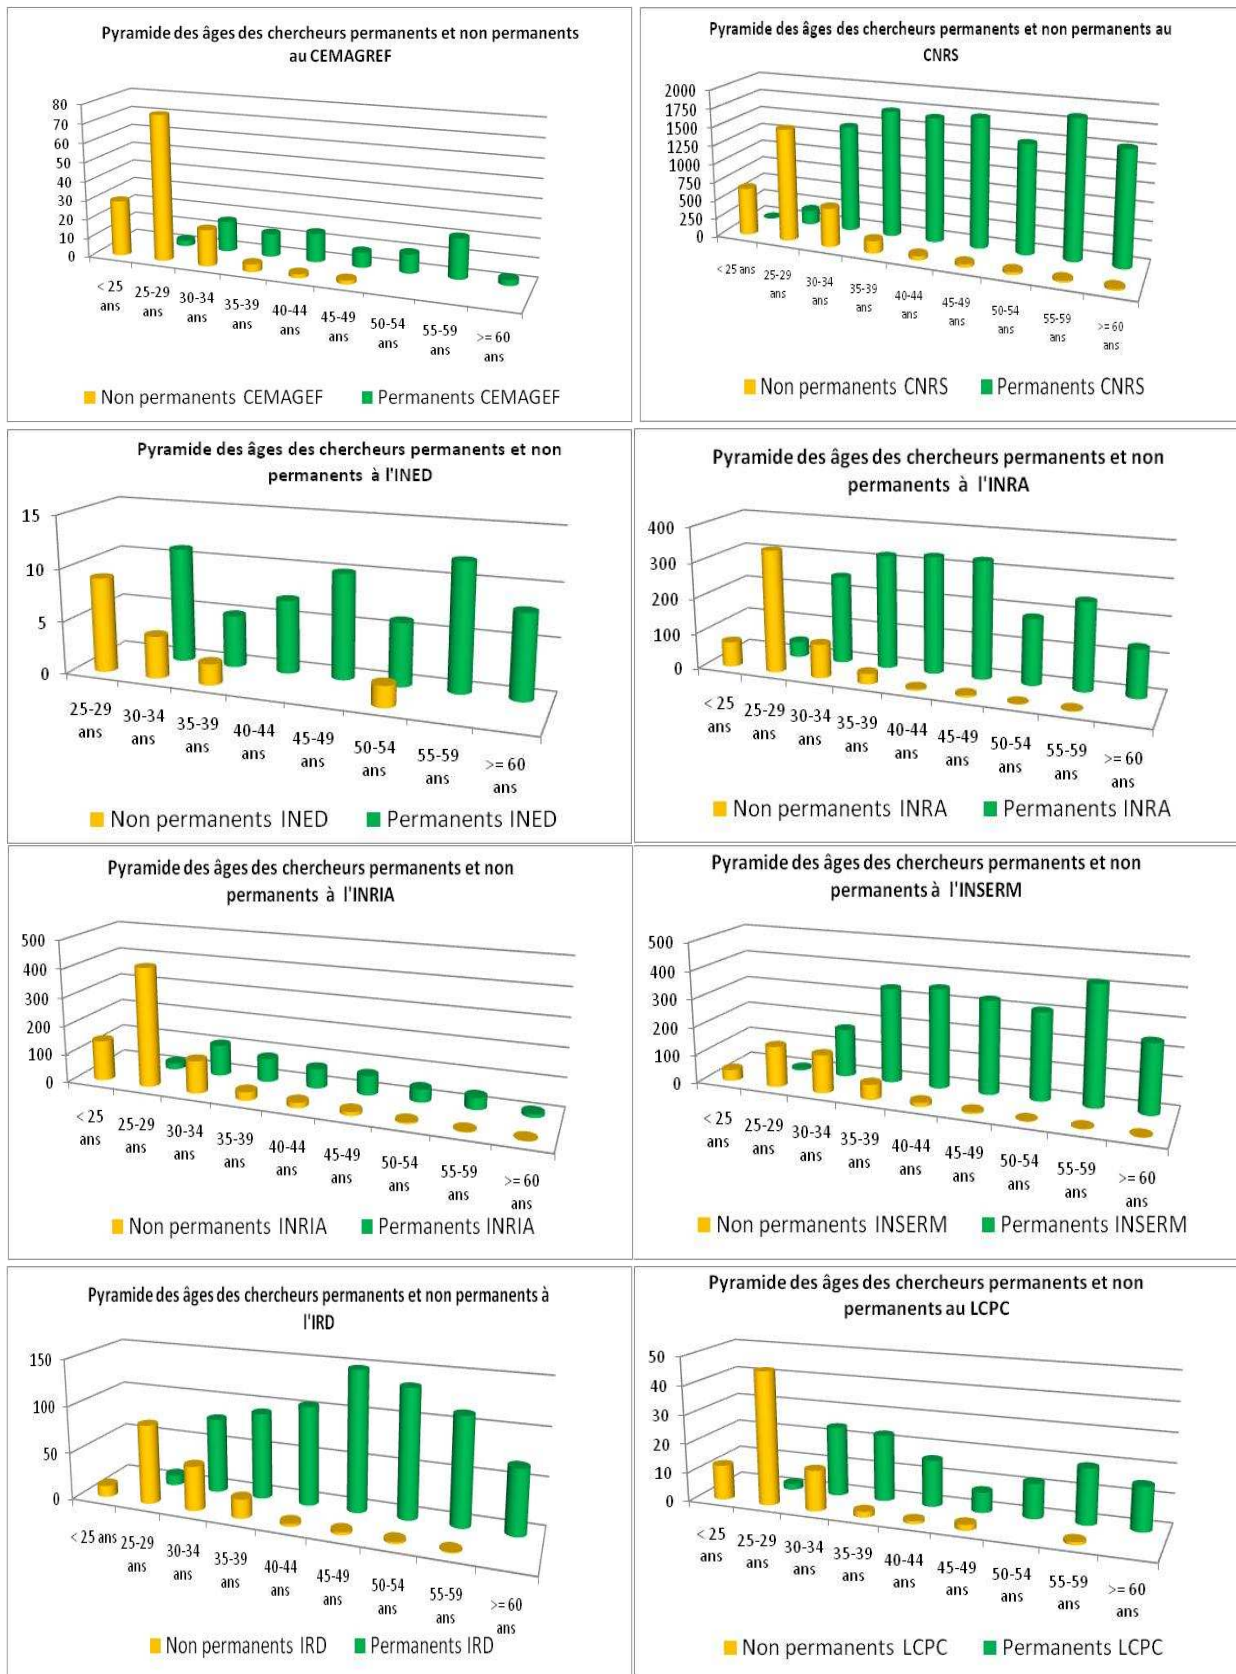 Pyramide des âges des chercheurs permanents et non permanents
au CEMAGREF
80
70
60
50
40
30
20
10
0
< 25
ans
25-29
ans
30-34
ans
35-39
ans
40-44
ans
45-49
ans
50-54
ans
55-59
ans
>= 60
ans
Non permanents CEMAGEF
Permanents CEMAGEF
Pyramide des âges des chercheurs permanents et non permanents au
CNRS
2000
1750
1500
1250
1000
750
500
250
0
< 25 ans
25-29
ans
30-34
ans
35-39
ans
40-44
ans
45-49
ans
50-54
ans
55-59
ans
>= 60
ans
Non permanents CNRS
Permanents CNRS
Pyramide des âges des chercheurs permanents et non
permanents à l'INED
15
10
5
0
25-29
ans
30-34
ans
35-39
ans
40-44
ans
45-49
ans
50-54
ans
55-59
ans
>= 60
ans
Non permanents INED
Permanents INED
Pyramide des âges des chercheurs permanents et non
permanents à l'INRA
400
300
200
100
0
< 25
ans
25-29
ans
30-34
ans
35-39
ans
40-44
ans
45-49
ans
50-54
ans
55-59
ans
>= 60
ans
Non permanents INRA
Permanents INRA
Pyramide des âges des chercheurs permanents et non
permanents à l'INRIA
500
400
300
200
100
0
< 25
ans
25-29
ans
30-34
ans
35-39
ans
40-44
ans
45-49
ans
50-54
ans
55-59
ans
>= 60
ans
Non permanents INRIA
Permanents INRIA
Pyramide des âges des chercheurs permanents et non
permanents à l'INSERM
500
400
300
200
100
0
< 25
ans
25-29
ans
30-34
ans
35-39
ans
40-44
ans
45-49
ans
50-54
ans
55-59
ans
>= 60
ans
Non permanents INSERM
Permanents INSERM
Pyramide des âges des chercheurs permanents et non permanents à
l'IRD
150
100
50
0
< 25 ans
25-29
ans
30-34
ans
35-39
ans
40-44
ans
45-49
ans
50-54
ans
55-59
ans
>= 60
ans
Non permanents IRD
Permanents IRD
Pyramide des âges des chercheurs permanents et non
permanents au LCPC
50
40
30
20
10
0
< 25
ans
25-29
ans
30-34
ans
35-39
ans
40-44
ans
45-49
ans
50-54
ans
55-59
ans
>= 60
ans
Non permanents LCPC
Permanents LCPC